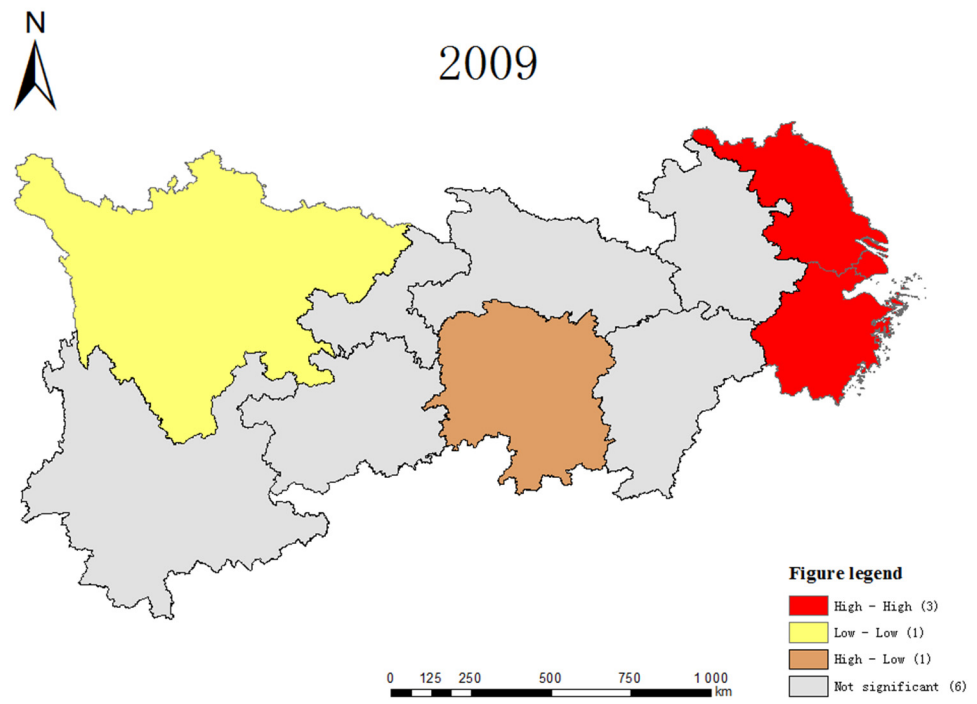 N
2009
Figure legend
High - High (3)
Low - Low (1)
High - Low (1)
Not significant (6)
0 125 250 500 750 1 000
km